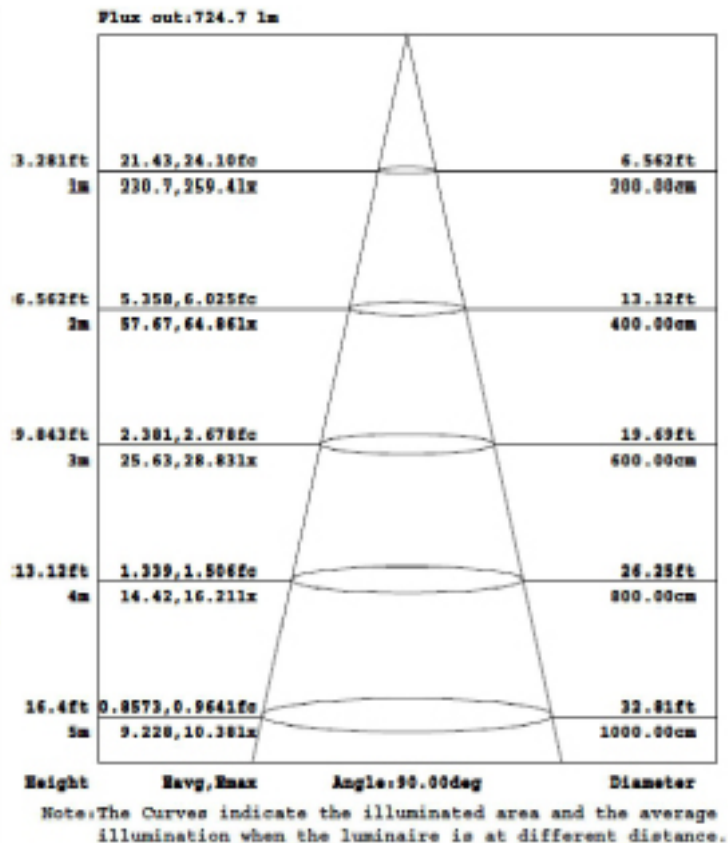 Flux out:724.7 lm
3.281ft 21.43,24.10fc 6.562ft
1m 230.7,259.4lx 200.00cm
6.562ft 5.358,6.025fc 13.12ft
2m 57.67,64.86lx 400.00cm
9.843ft 2.381,2.678fc 19.69ft
3m 25.63,28.83lx 600.00cm
13.12ft 1.339,1.506fc 26.25ft
4m 14.42,16.21lx 800.00cm
16.4ft 0.8573,0.9641fc 32.81ft
5m 9.228,10.38lx 1000.00cm
Height Eavg,Emax Angle:90.00deg Diameter
Note:The Curves indicate the illuminated area and the average
illumination when the luminaire is at different distance.